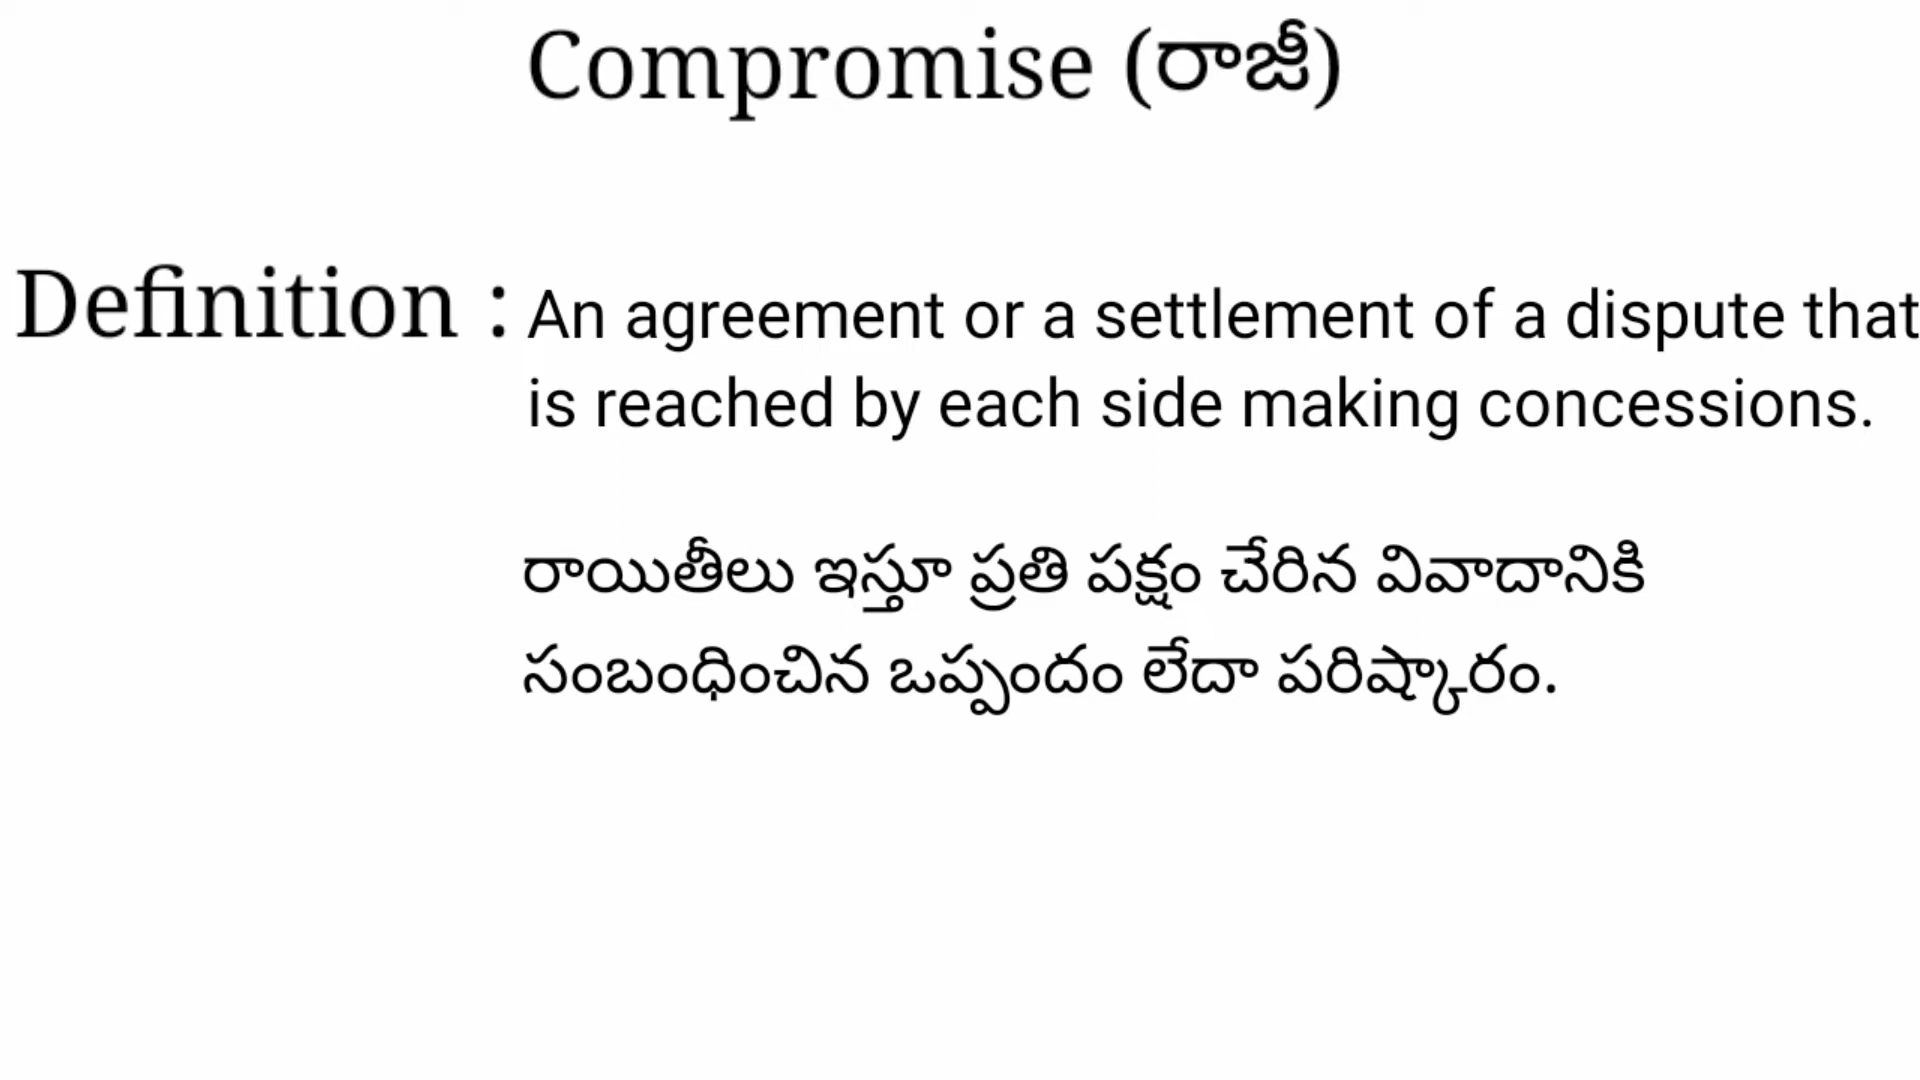 Compromise (రాజీ)
Definition : An agreement or a settlement of a dispute that
is reached by each side making concessions.
రాయితీలు ఇస్తూ ప్రతి పక్షం చేరిన వివాదానికి
సంబంధించిన ఒప్పందం లేదా పరిష్కారం.